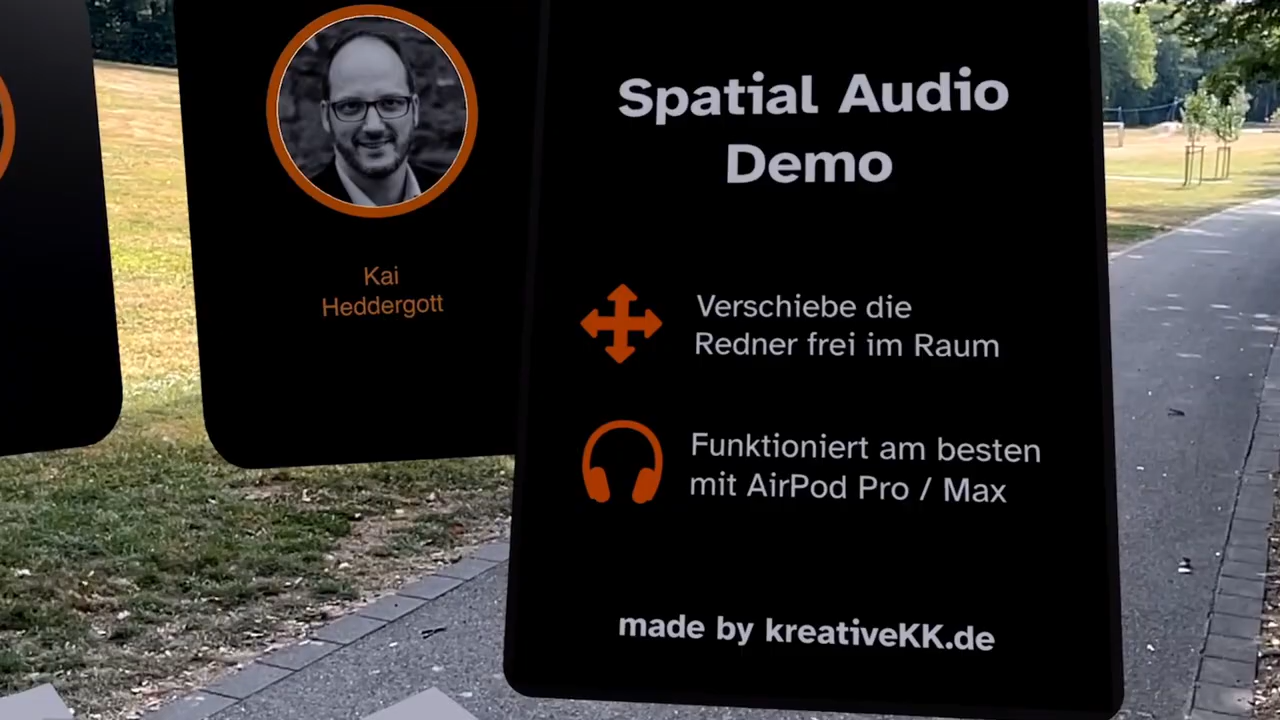 Kai
Heddergott
Spatial Audio
Demo
Verschiebe die
Redner frei im Raum
Funktioniert am besten
mit AirPod Pro / Max
made by kreativeKK.de